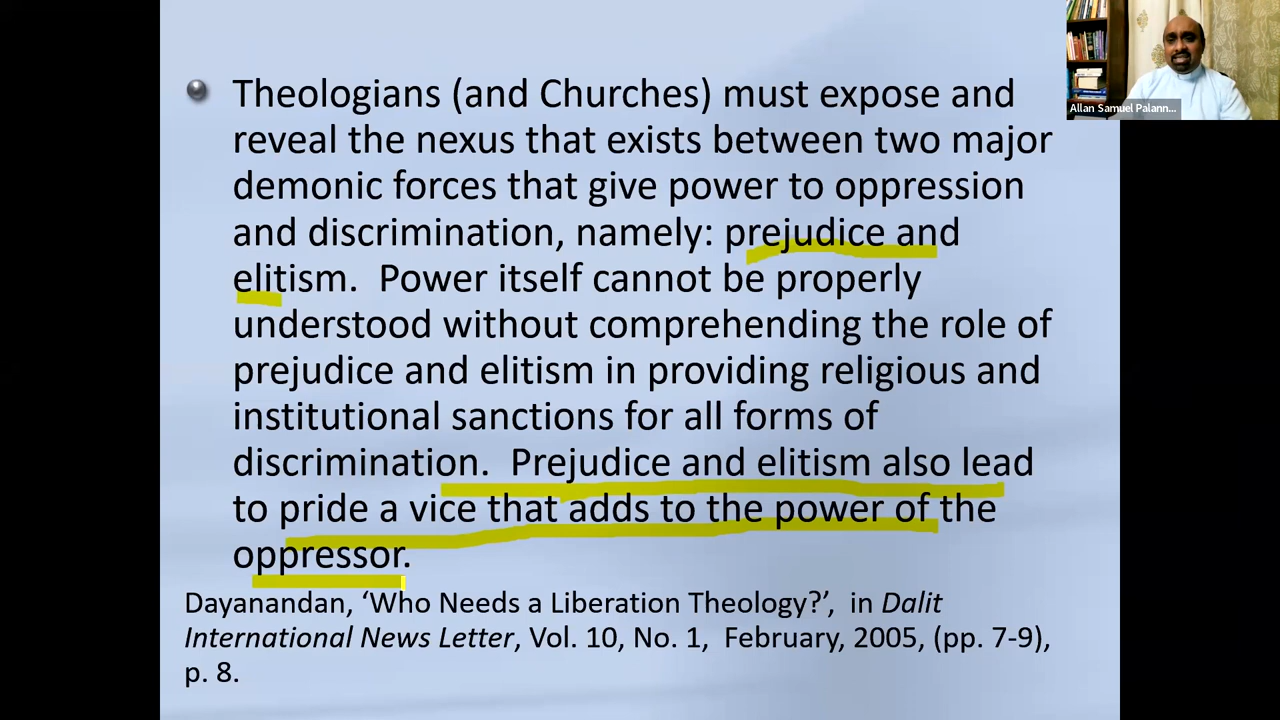 Theologians (and Churches) must expose and
reveal the nexus that exists between two major
demonic forces that give power to oppression
and discrimination, namely: prejudice and
elitism.  Power itself cannot be properly
understood without comprehending the role of
prejudice and elitism in providing religious and
institutional sanctions for all forms of
discrimination.  Prejudice and elitism also lead
to pride a vice that adds to the power of the
oppressor.
Dayanandan, ‘Who Needs a Liberation Theology?’,  in Dalit
International News Letter, Vol. 10, No. 1,  February, 2005, (pp. 7-9),
p. 8.
Allan Samuel Palann...